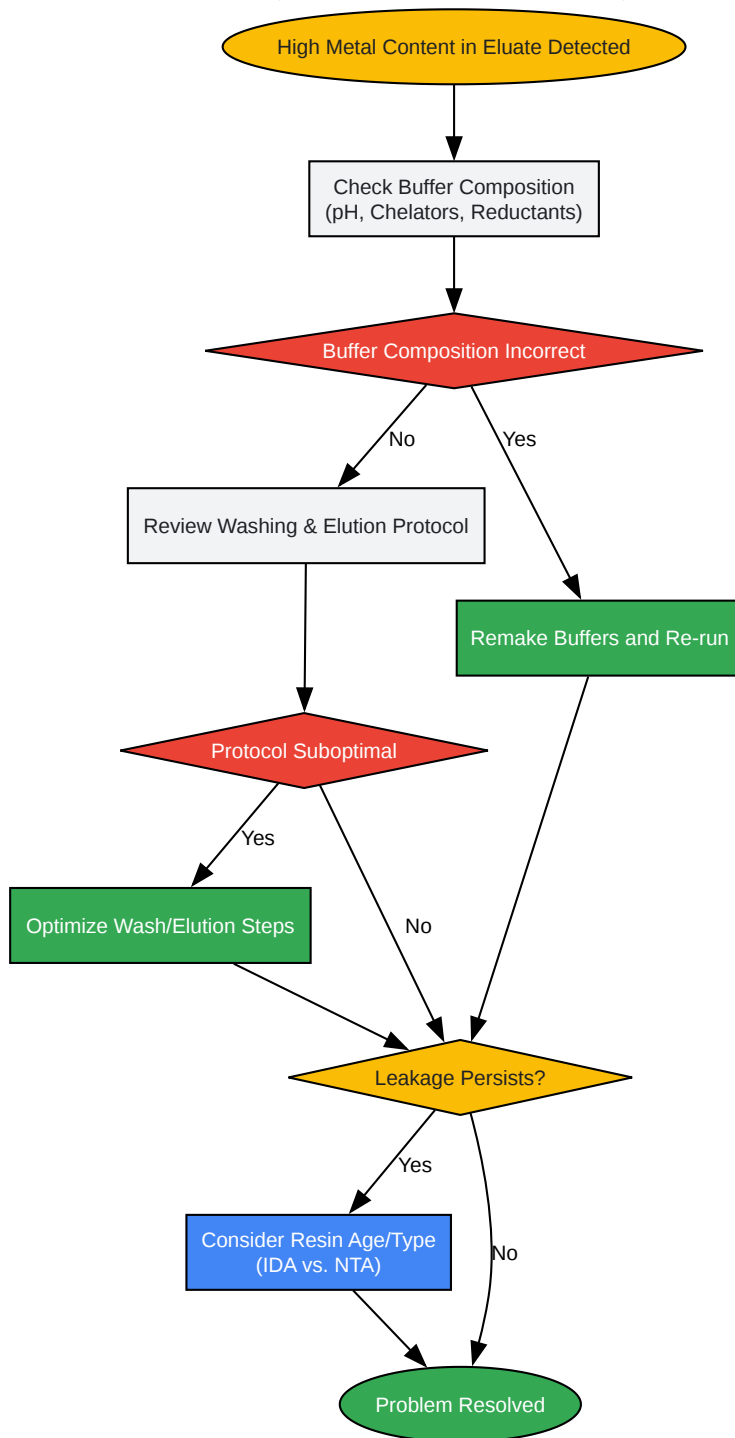 High Metal Content in Eluate Detected
Check Buffer Composition
(pH, Chelators, Reductants)
Buffer Composition Incorrect
No
Yes
Review Washing & Elution Protocol
Remake Buffers and Re-run
Protocol Suboptimal
Yes
No
Optimize Wash/Elution Steps
Leakage Persists?
Yes
No
Consider Resin Age/Type
(IDA vs. NTA)
Problem Resolved